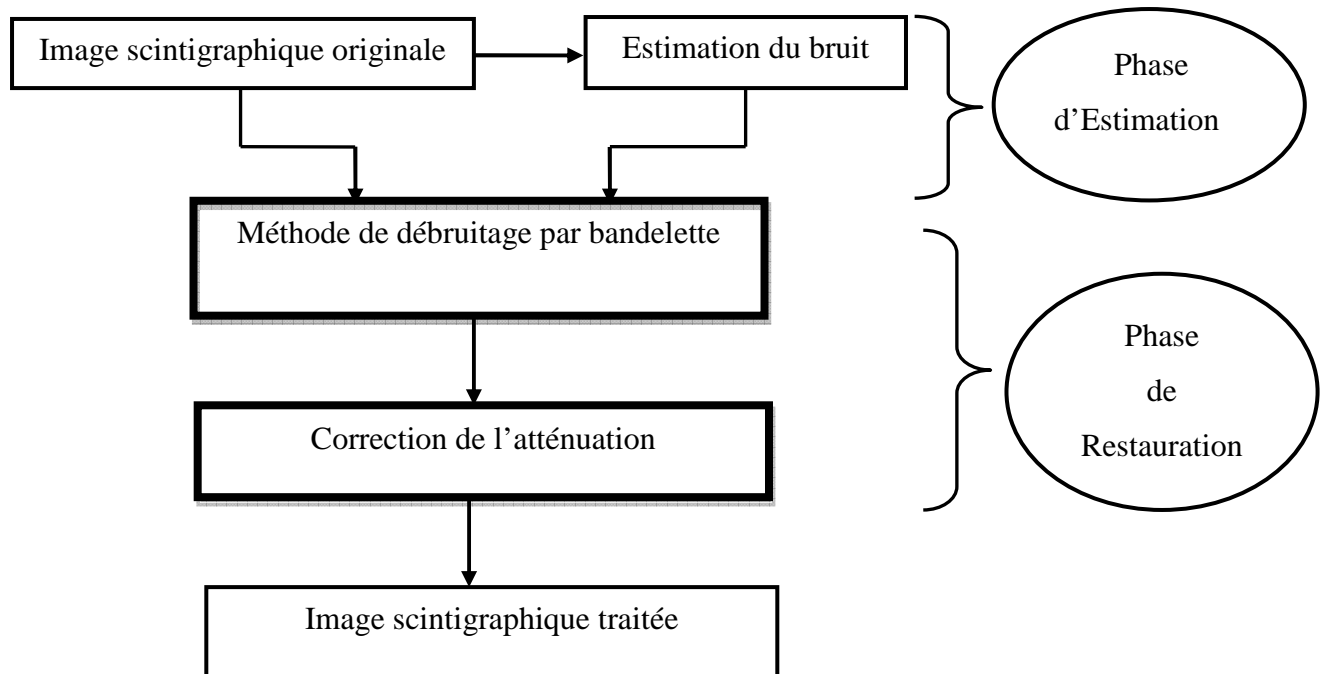 Image scintigraphique originale
Estimation du bruit
Phase
d’Estimation
Méthode de débruitage par bandelette
Phase
de
Restauration
Correction de l’atténuation
Image scintigraphique traitée